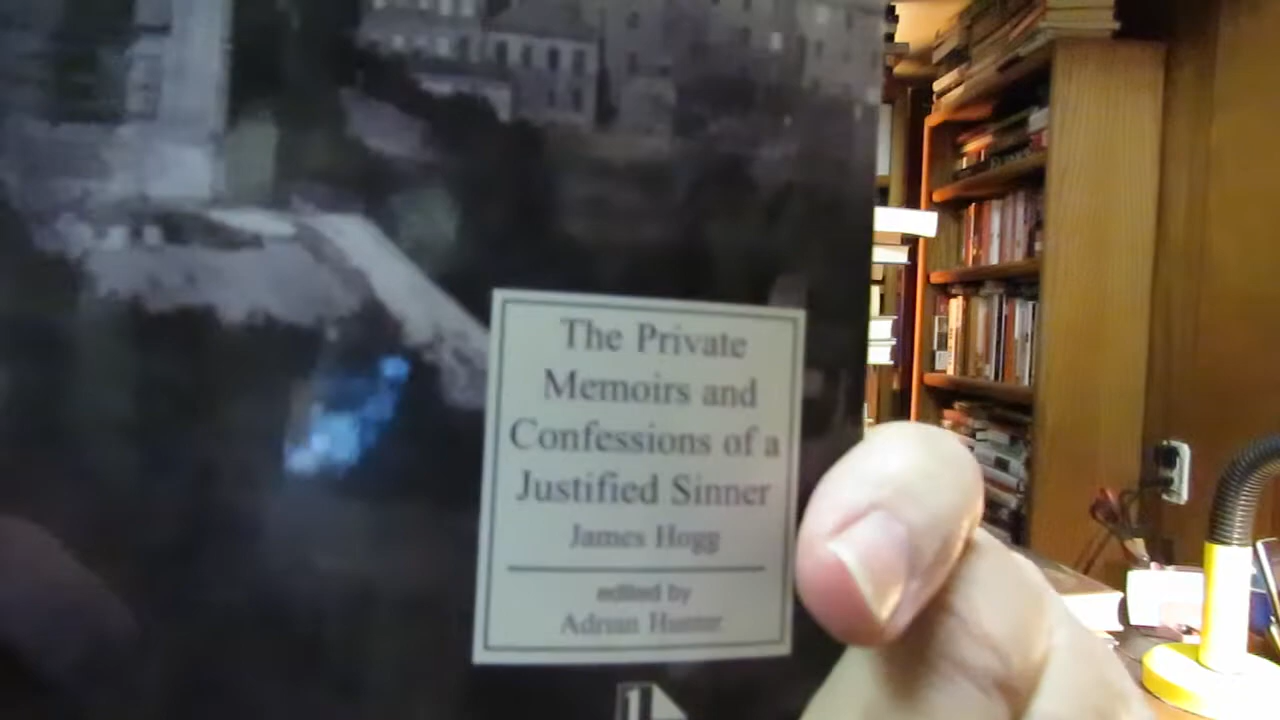 The Private
Memoirs and
Confessions of a
Justified Sinner
James Hogg
edited by
Adrian Hunter